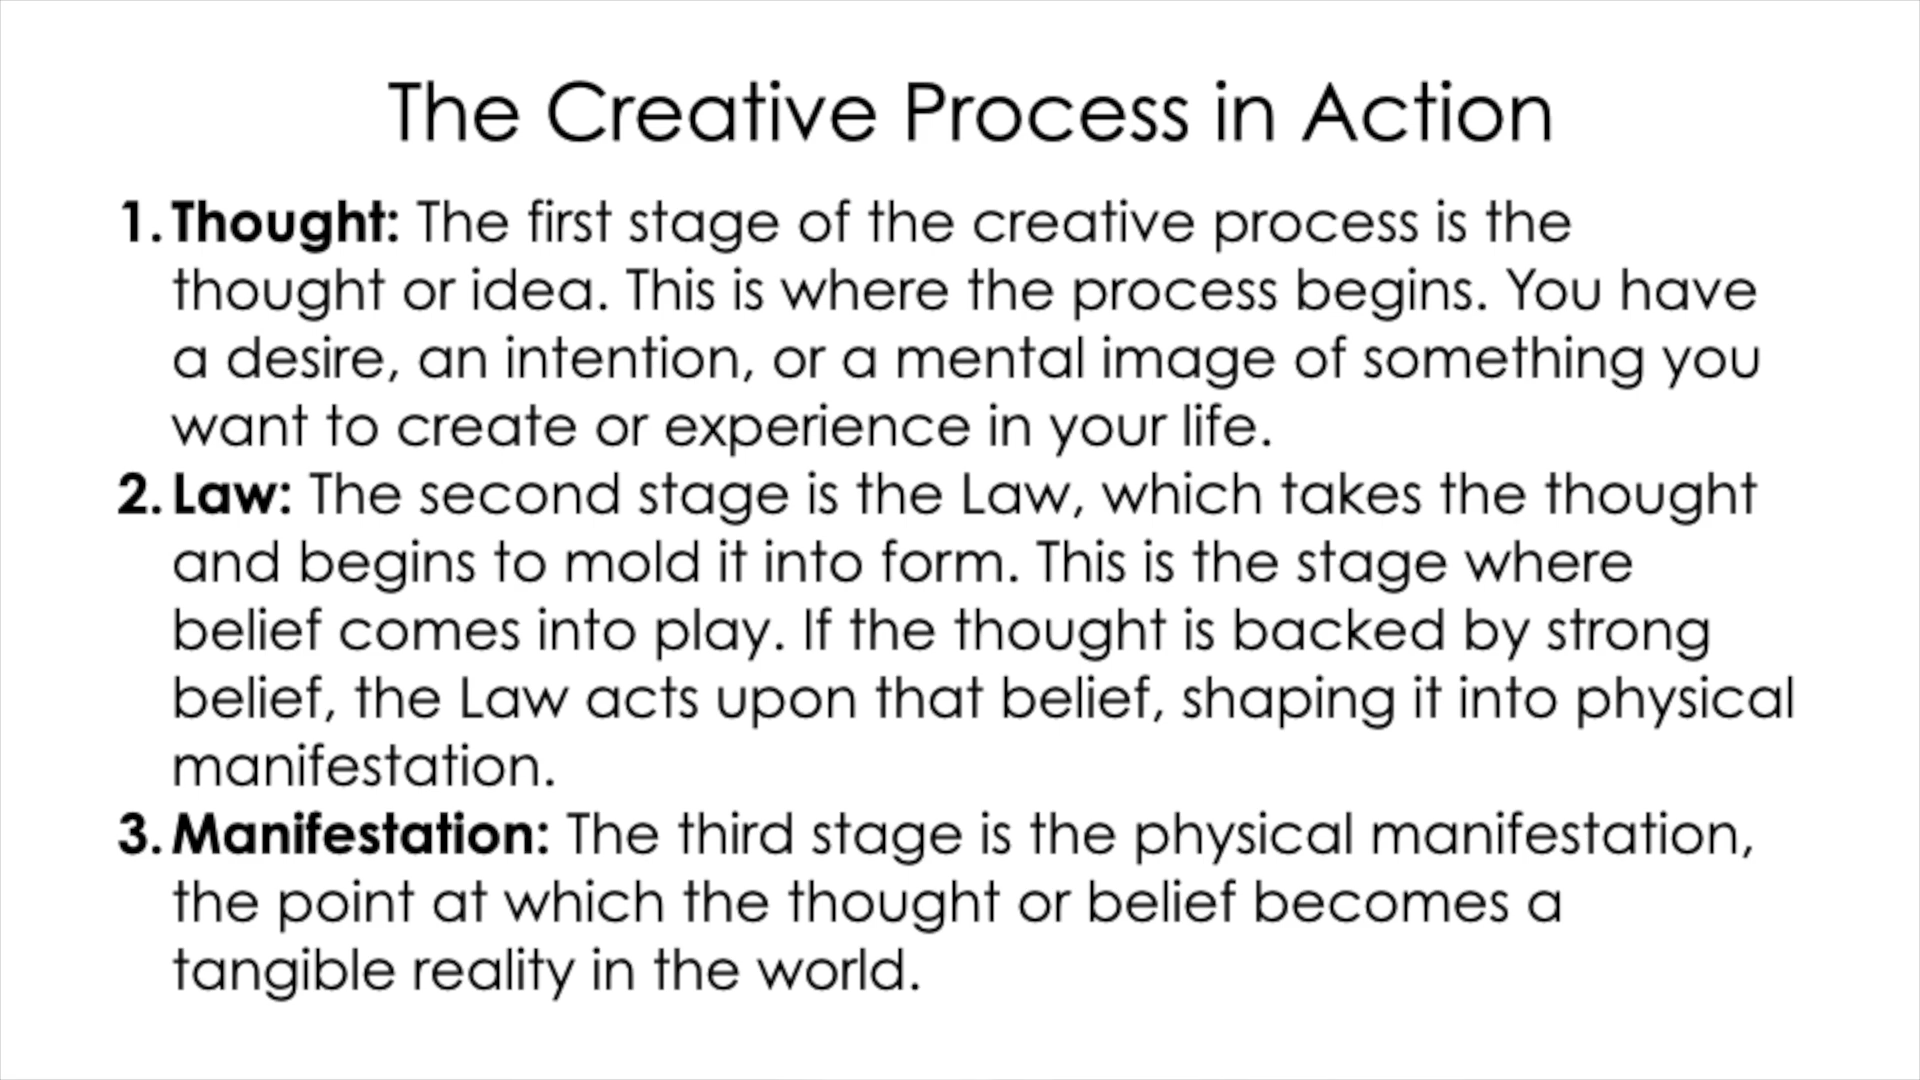 The Creative Process in Action
1. Thought: The first stage of the creative process is the
thought or idea. This is where the process begins. You have
a desire, an intention, or a mental image of something you
want to create or experience in your life.
2. Law: The second stage is the Law, which takes the thought
and begins to mold it into form. This is the stage where
belief comes into play. If the thought is backed by strong
belief, the Law acts upon that belief, shaping it into physical
manifestation.
3. Manifestation: The third stage is the physical manifestation,
the point at which the thought or belief becomes a
tangible reality in the world.